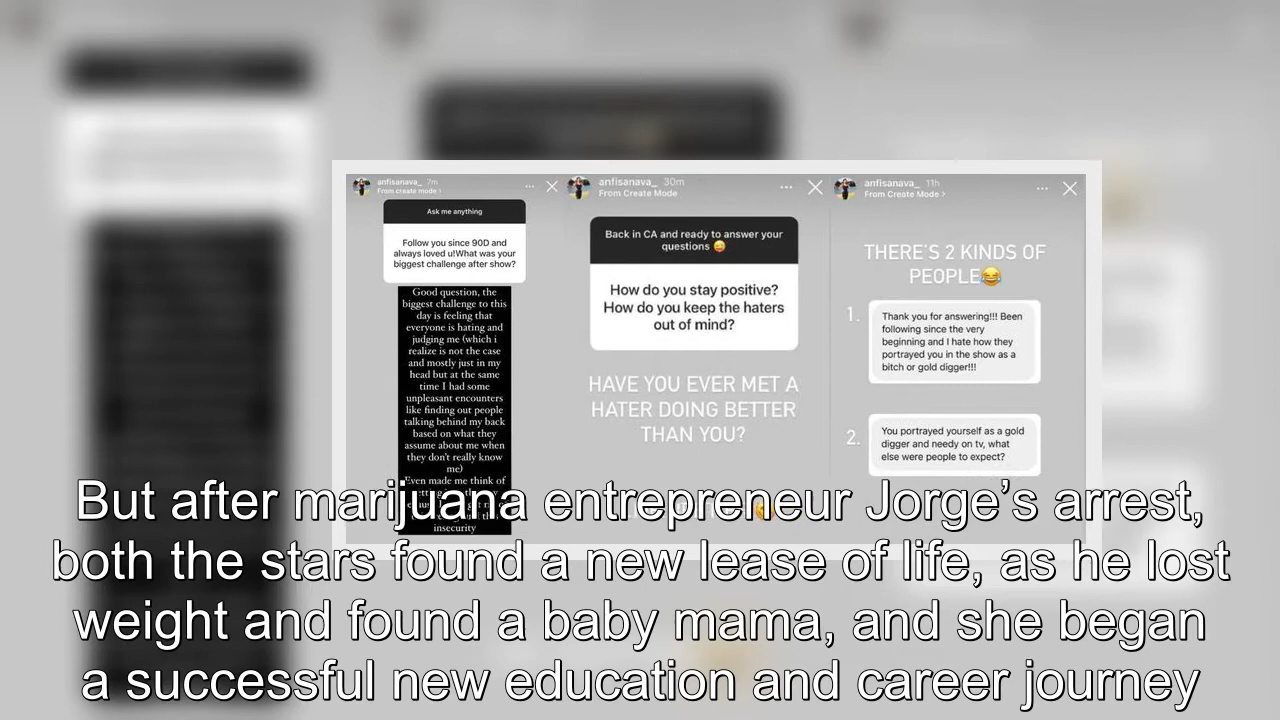 anfisanava_ 7m
From create mode ›
Ask me anything
Follow you since 90D and
always loved u!What was your
biggest challenge after show?
Good question, the
biggest challenge to this
day is feeling that
everyone is hating and
judging me (which i
realize is not the case
and mostly just in my
head but at the same
time I had some
unpleasant encounters
like finding out people
talking behind my back
based on what they
assume about me when
they don't really know
me)
Even made me think of
insecurity
anfisanava_ 30m
From Create Mode
Back in CA and ready to answer your
questions 😄
How do you stay positive?
How do you keep the haters
out of mind?
HAVE YOU EVER MET A
HATER DOING BETTER
THAN YOU?
anfisanava_ 11h
From Create Mode ›
THERE'S 2 KINDS OF
PEOPLE😂
1.
Thank you for answering!!! Been
following since the very
beginning and I hate how they
portrayed you in the show as a
bitch or gold digger!!!
2.
You portrayed yourself as a gold
digger and needy on tv, what
else were people to expect?
But after marijuana entrepreneur Jorge’s arrest,
both the stars found a new lease of life, as he lost
weight and found a baby mama, and she began
a successful new education and career journey